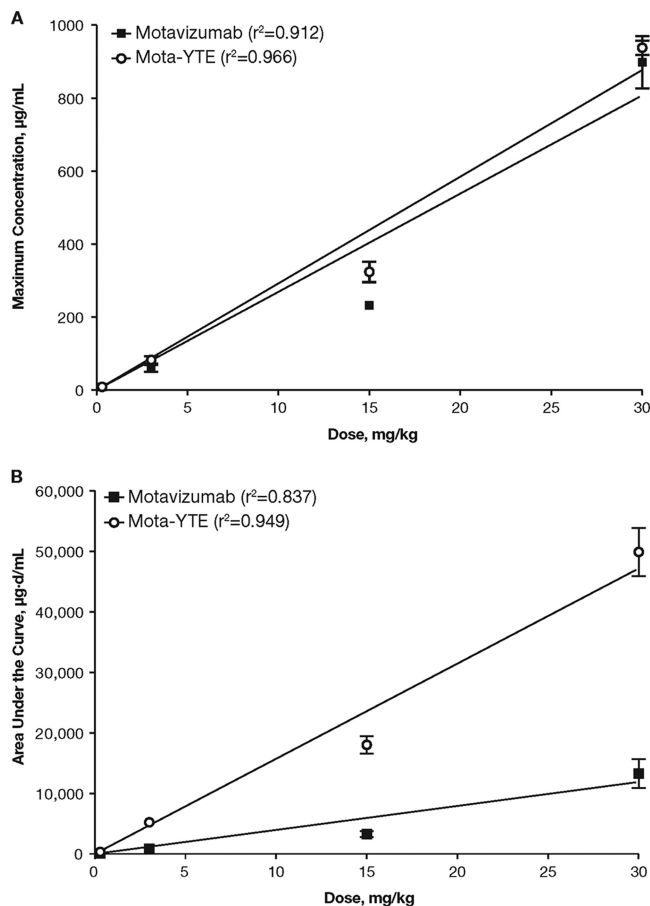 A
Motavizumab (r²=0.912)
Mota-YTE (r²=0.966)
1000
800
600
400
200
0
Maximum Concentration, µg/mL
0
5
10
15
20
25
30
Dose, mg/kg
B
Motavizumab (r²=0.837)
Mota-YTE (r²=0.949)
60,000
50,000
40,000
30,000
20,000
10,000
0
Area Under the Curve, µg·d/mL
0
5
10
15
20
25
30
Dose, mg/kg